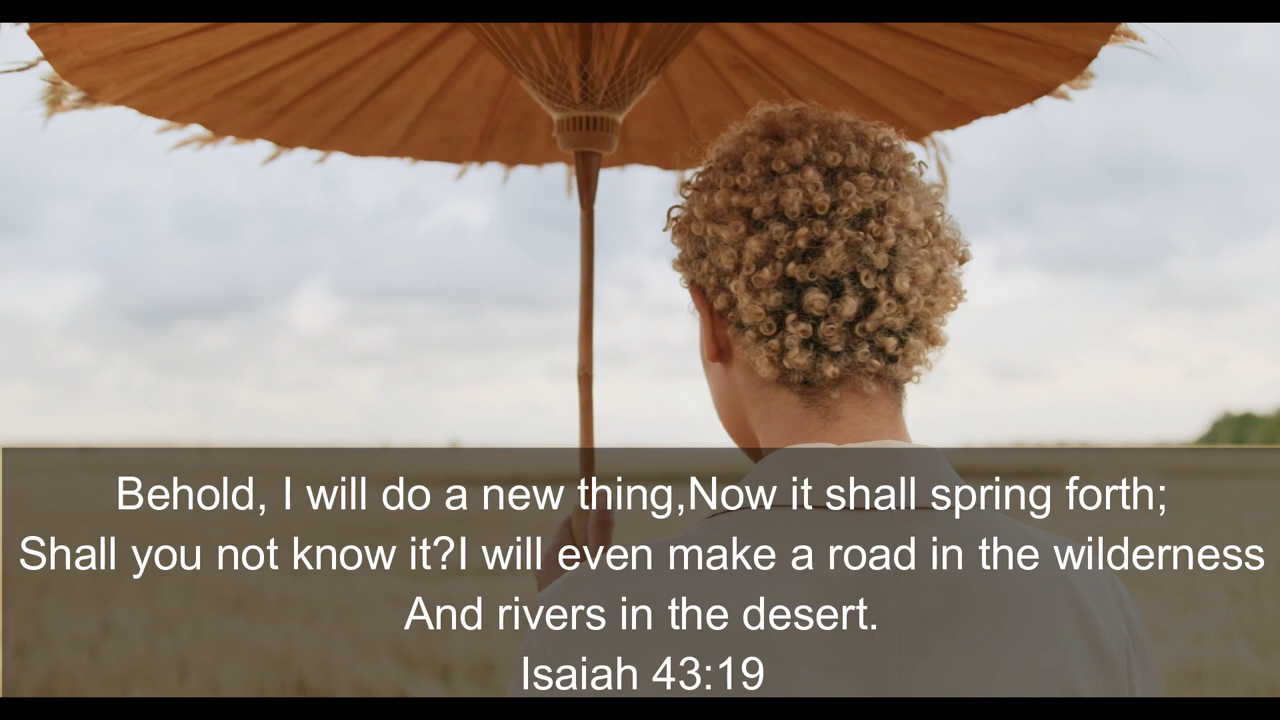 Behold, I will do a new thing,Now it shall spring forth;
Shall you not know it?I will even make a road in the wilderness
And rivers in the desert.
Isaiah 43:19